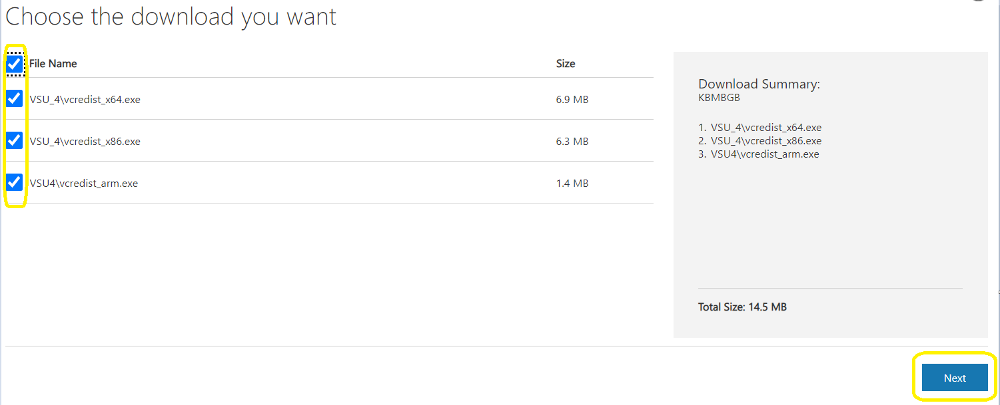 Choose the download you want
File Name Size
VSU_4\vcredist_x64.exe 6.9 MB
VSU_4\vcredist_x86.exe 6.3 MB
VSU4\vcredist_arm.exe 1.4 MB
Download Summary:
KBMBGB
1. VSU_4\vcredist_x64.exe
2. VSU_4\vcredist_x86.exe
3. VSU4\vcredist_arm.exe
Total Size: 14.5 MB
Next